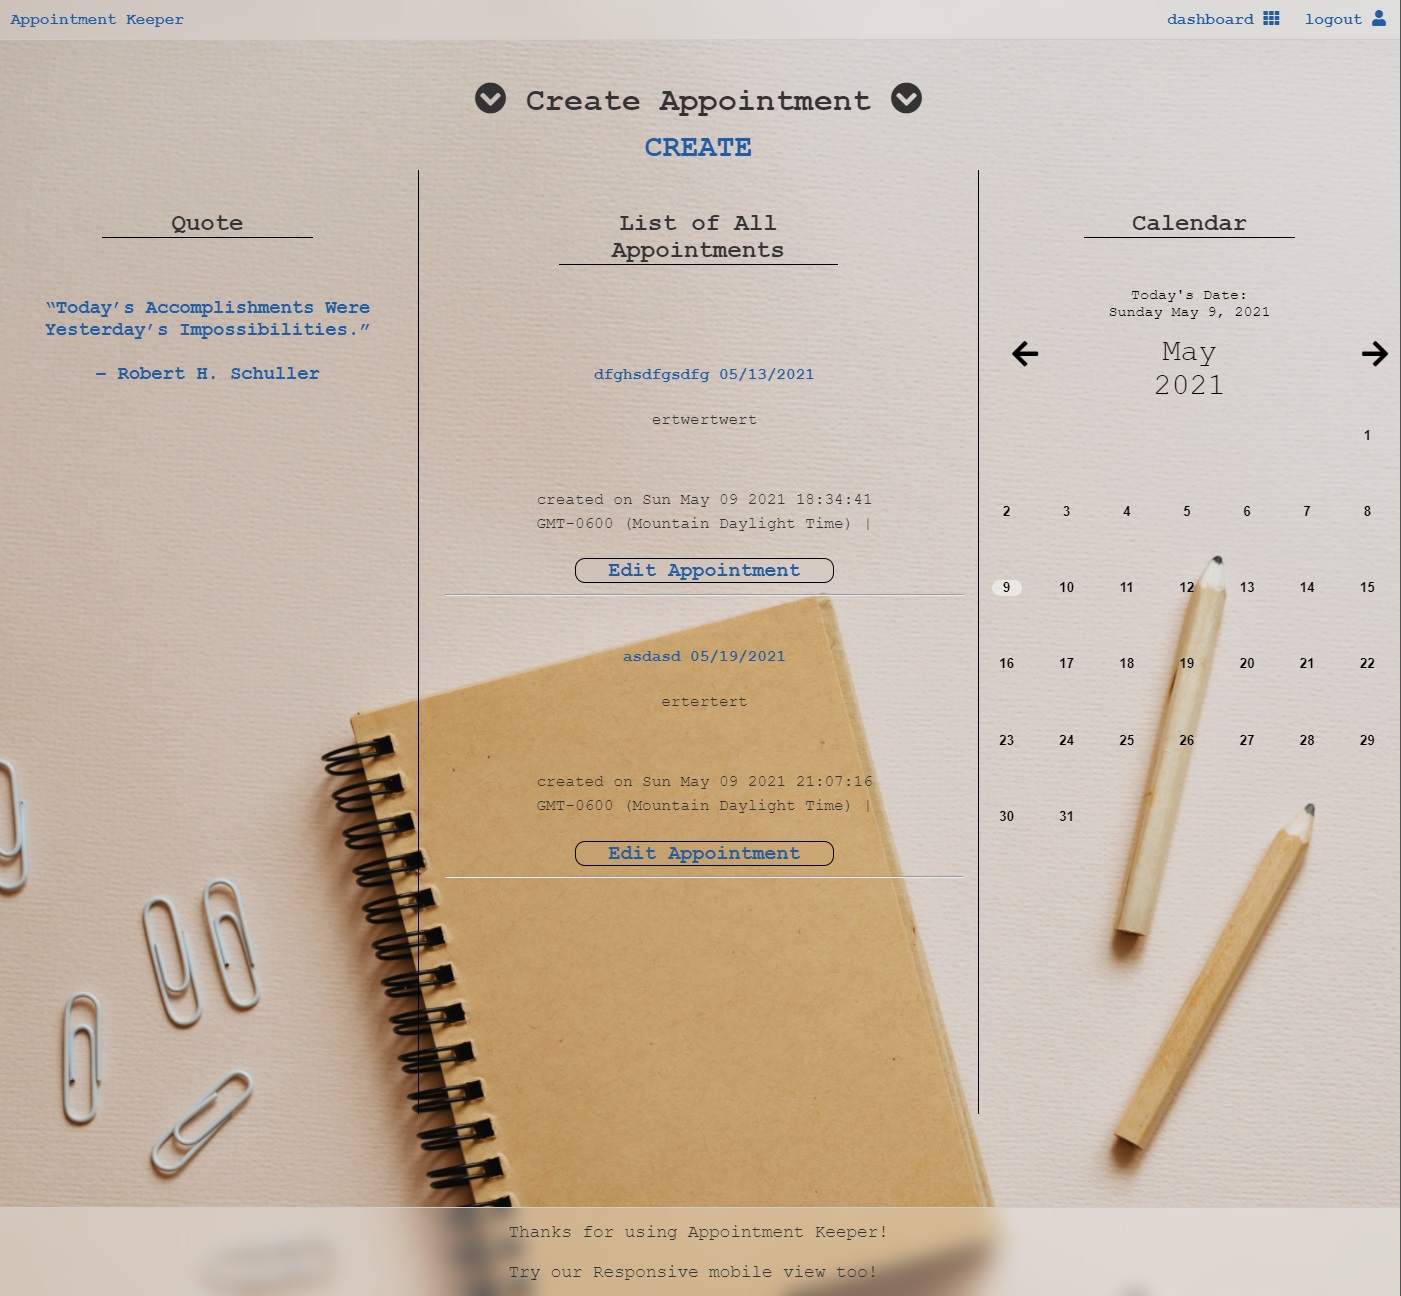 Appointment Keeper
dashboard
logout
Create Appointment
CREATE
Quote
“Today’s Accomplishments Were
Yesterday’s Impossibilities.”
– Robert H. Schuller
List of All
Appointments
dfghsdfgsdfg 05/13/2021
ertwertwert
created on Sun May 09 2021 18:34:41
GMT-0600 (Mountain Daylight Time) |
Edit Appointment
asdasd 05/19/2021
ertertert
created on Sun May 09 2021 21:07:16
GMT-0600 (Mountain Daylight Time) |
Edit Appointment
Calendar
Today's Date:
Sunday May 9, 2021
May
2021
1
2 3 4 5 6 7 8
9 10 11 12 13 14 15
16 17 18 19 20 21 22
23 24 25 26 27 28 29
30 31
Thanks for using Appointment Keeper!
Try our Responsive mobile view too!